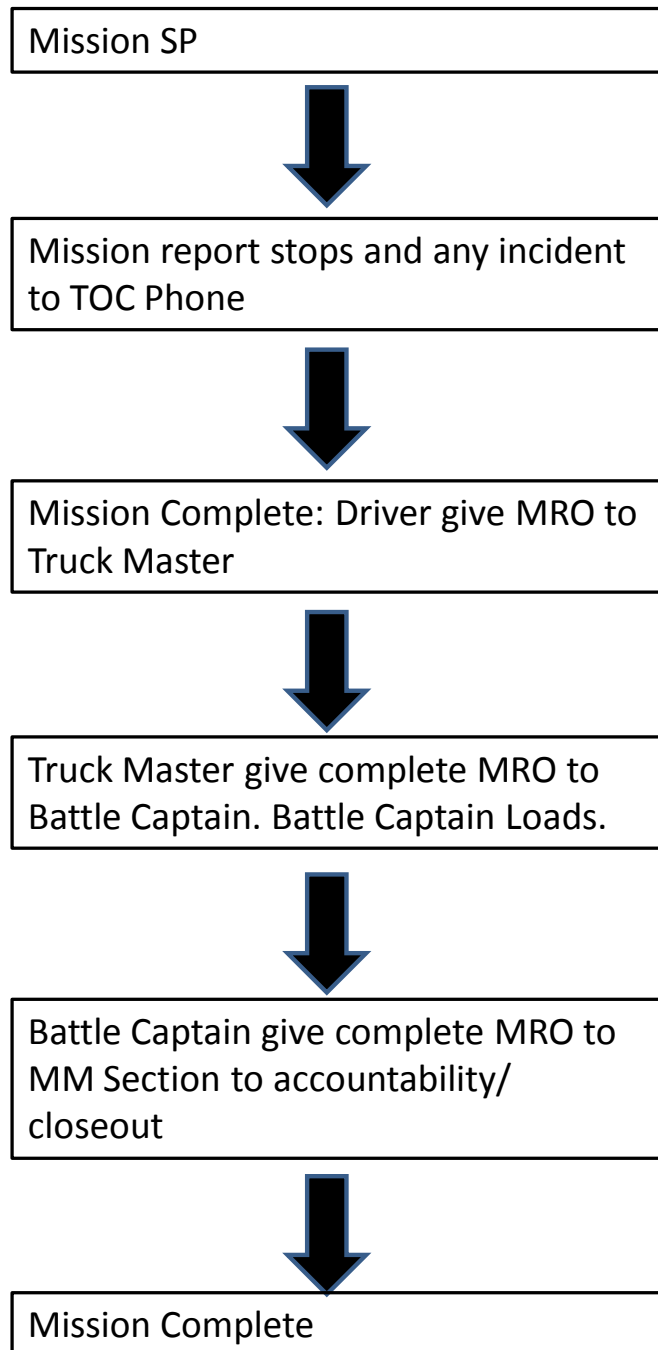 Mission SP
Mission report stops and any incident
to TOC Phone
Mission Complete: Driver give MRO to
Truck Master
Truck Master give complete MRO to
Battle Captain. Battle Captain Loads.
Battle Captain give complete MRO to
MM Section to accountability/
closeout
Mission Complete